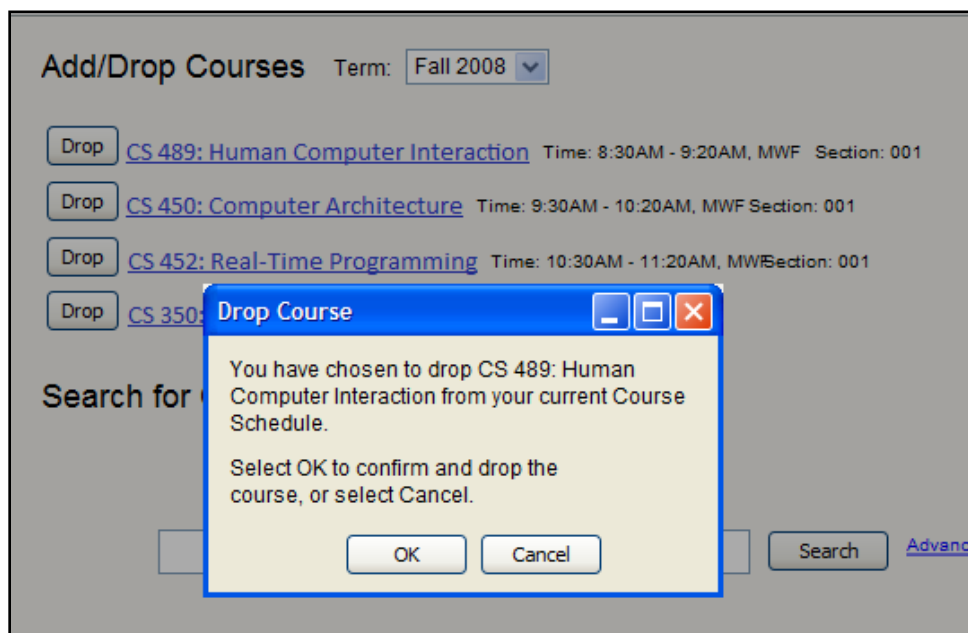 Add/Drop Courses Term: Fall 2008
Drop CS 489: Human Computer Interaction Time: 8:30AM - 9:20AM, MWF Section: 001
Drop CS 450: Computer Architecture Time: 9:30AM - 10:20AM, MWF Section: 001
Drop CS 452: Real-Time Programming Time: 10:30AM - 11:20AM, MWF Section: 001
Drop CS 350:
Drop Course
You have chosen to drop CS 489: Human
Computer Interaction from your current Course
Schedule.
Search for
Select OK to confirm and drop the
course, or select Cancel.
OK Cancel
Search Advanc